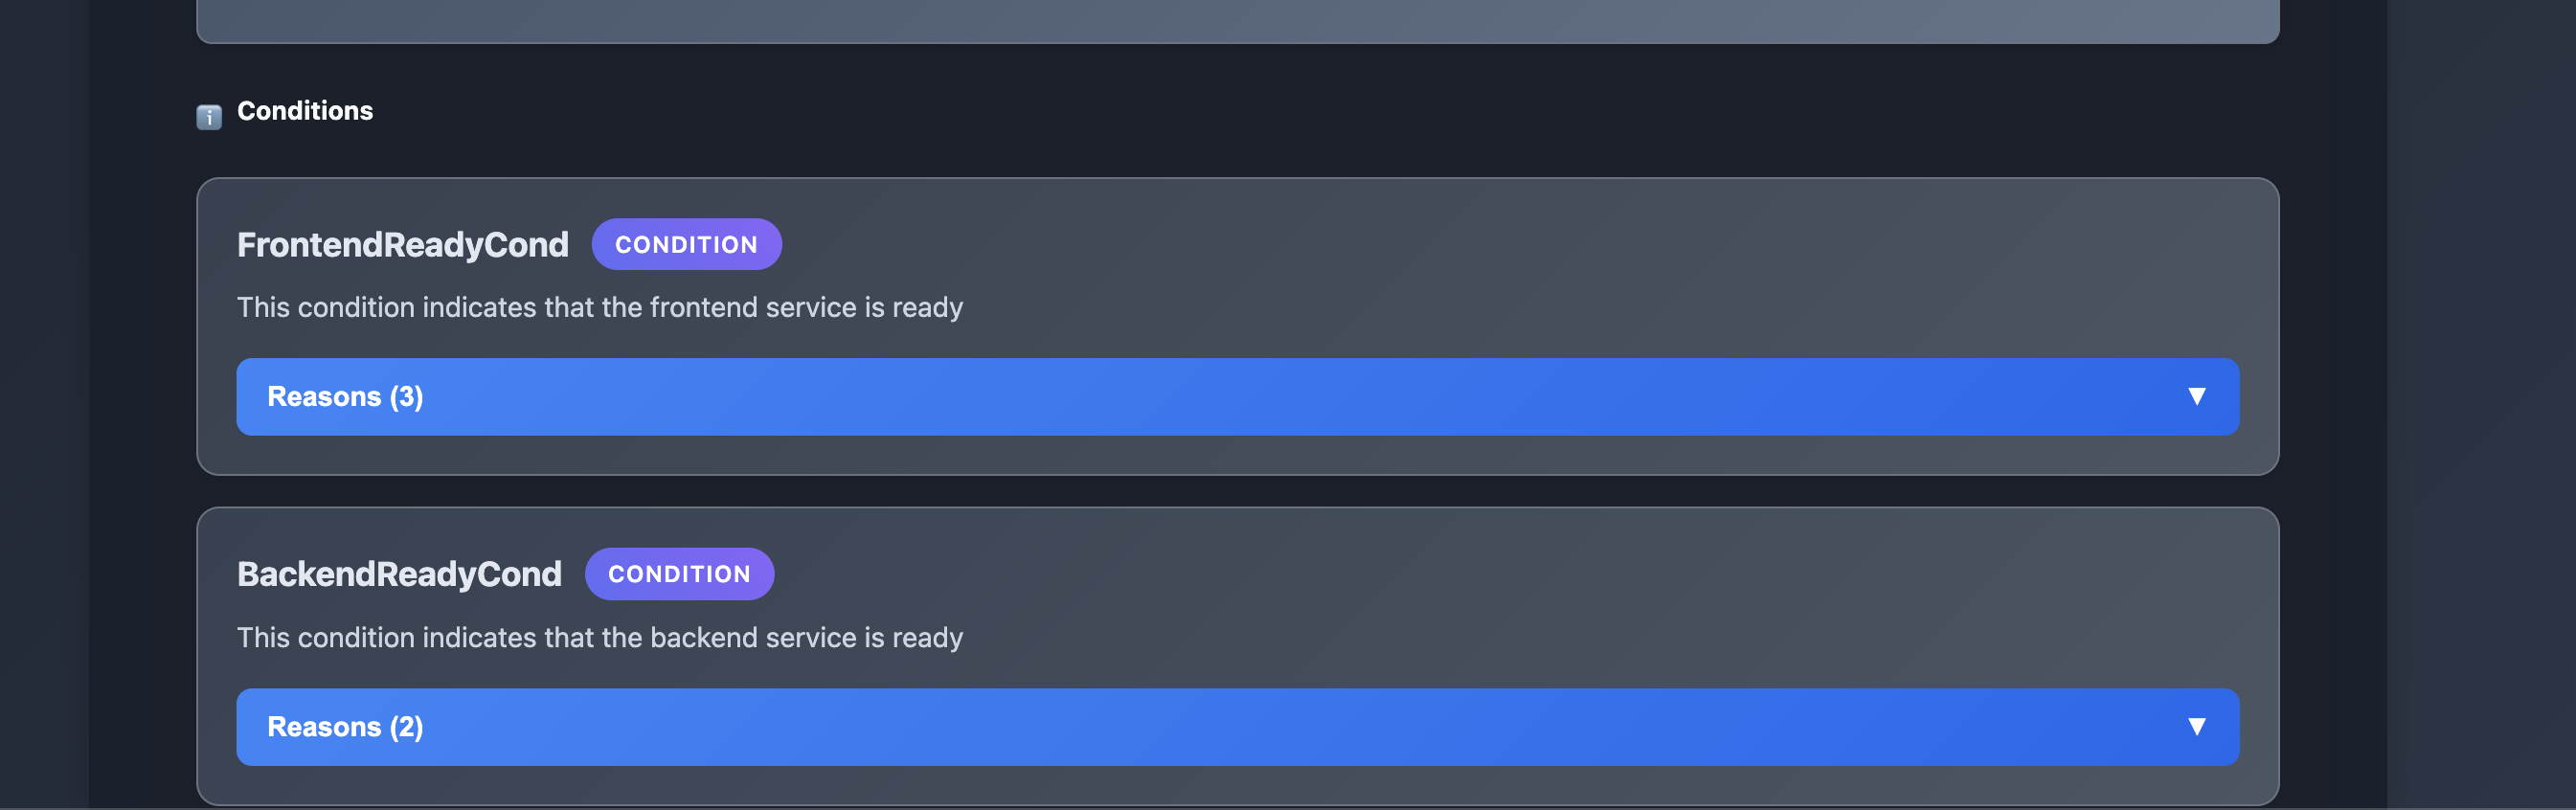 Conditions
FrontendReadyCond CONDITION
This condition indicates that the frontend service is ready
Reasons (3)
BackendReadyCond CONDITION
This condition indicates that the backend service is ready
Reasons (2)